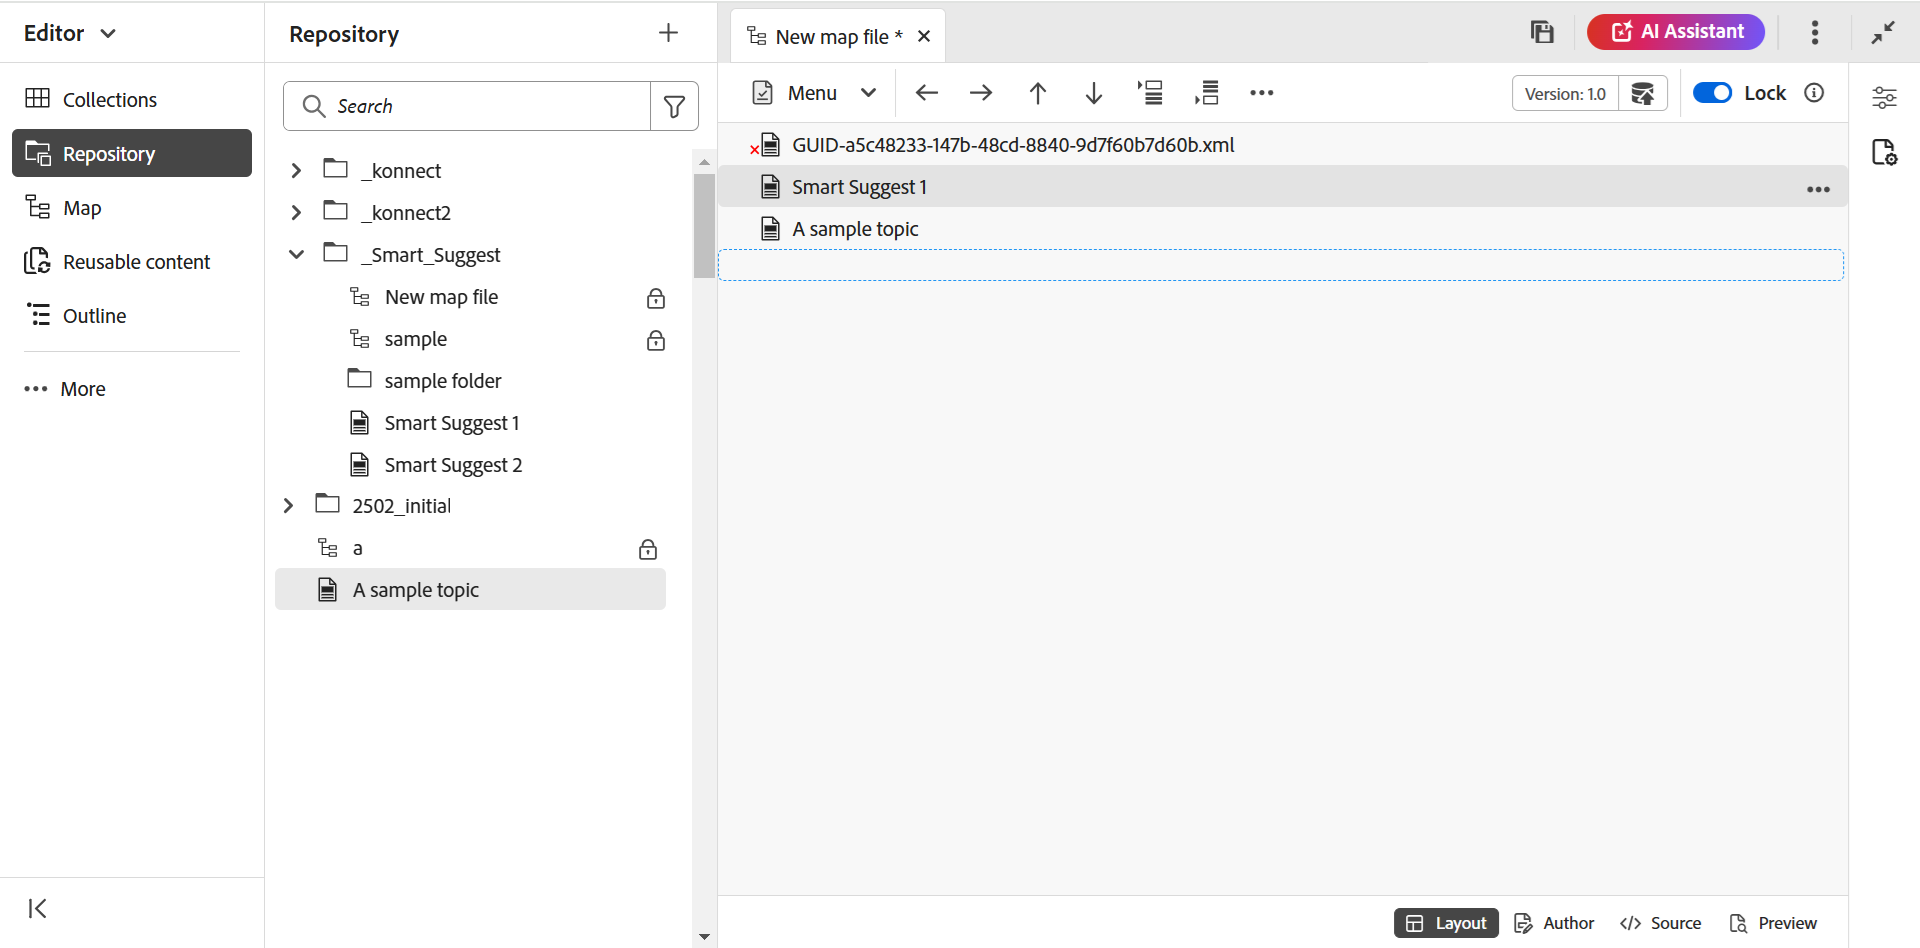 Editor
Collections
Repository
Map
Reusable content
Outline
More
Repository
Search
_konnect
_konnect2
_Smart_Suggest
New map file
sample
sample folder
Smart Suggest 1
Smart Suggest 2
2502_initial
a
A sample topic
New map file *
AI Assistant
Menu
Version: 1.0
Lock
GUID-a5c48233-147b-48cd-8840-9d7f60b7d60b.xml
Smart Suggest 1
A sample topic
Layout Author Source Preview